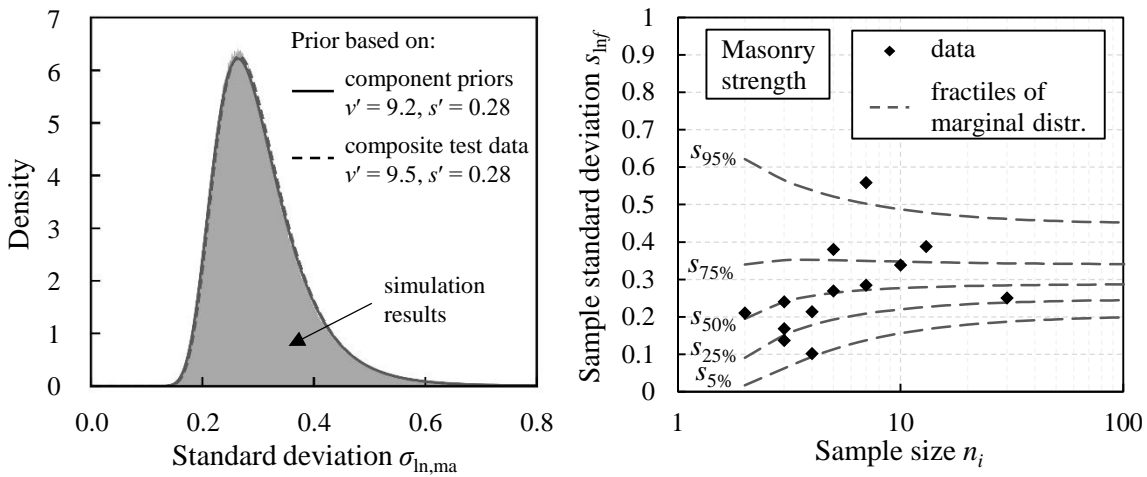 7
6
5
4
3
2
1
0
Density
Prior based on:
component priors
ν′ = 9.2, s′ = 0.28
composite test data
ν′ = 9.5, s′ = 0.28
simulation
results
0.0 0.2 0.4 0.6 0.8
Standard deviation σln,ma
1
0.9
0.8
0.7
0.6
0.5
0.4
0.3
0.2
0.1
0
Sample standard deviation slnf
Masonry
strength
data
fractiles of
marginal distr.
s95%
s75%
s50%
s25%
s5%
1 10 100
Sample size ni